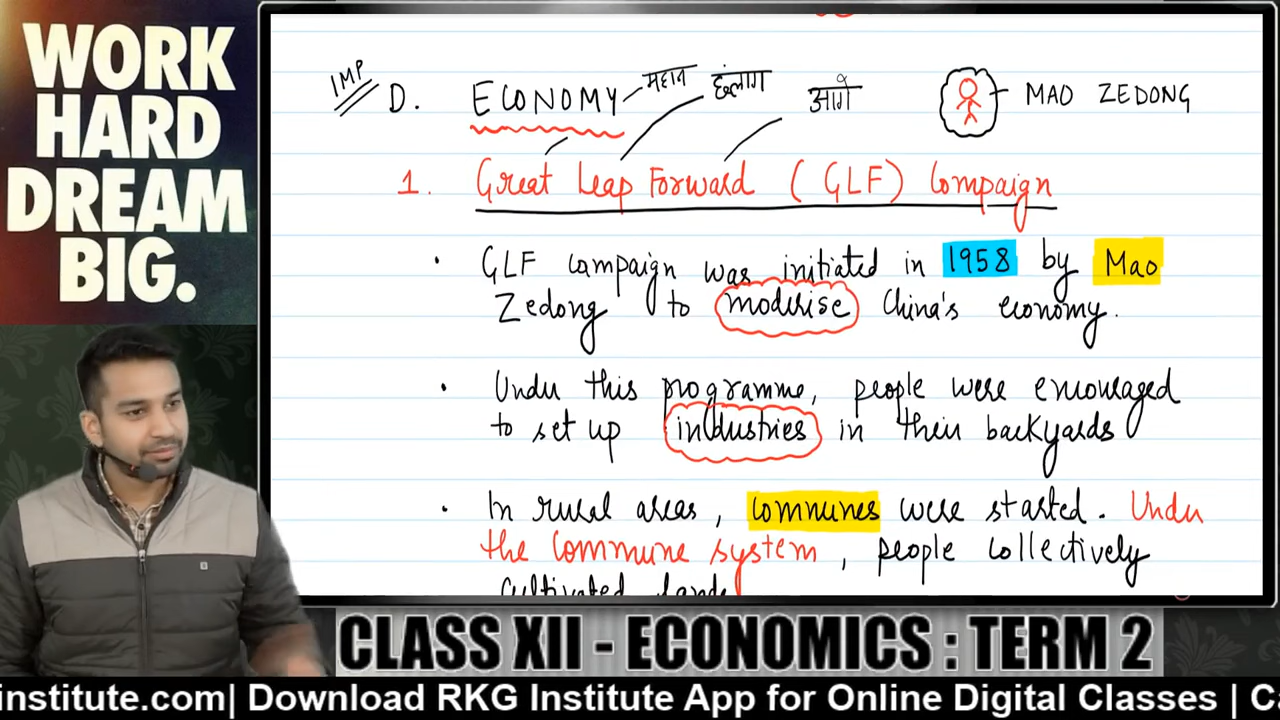 WORK
HARD
DREAM
BIG.
IMP
D. ECONOMY महान छलांग आगे MAO ZEDONG
1. Great Leap Forward (GLF) Compaign
• GLF campaign was initiated in 1958 by Mao
Zedong to modernise China's economy.
• Under this programme, people were encouraged
to set up industries in their backyards
• In rural areas, communes were started. Under
the Commune system, people collectively
cultivated lands
CLASS XII - ECONOMICS : TERM 2
institute.com| Download RKG Institute App for Online Digital Classes |